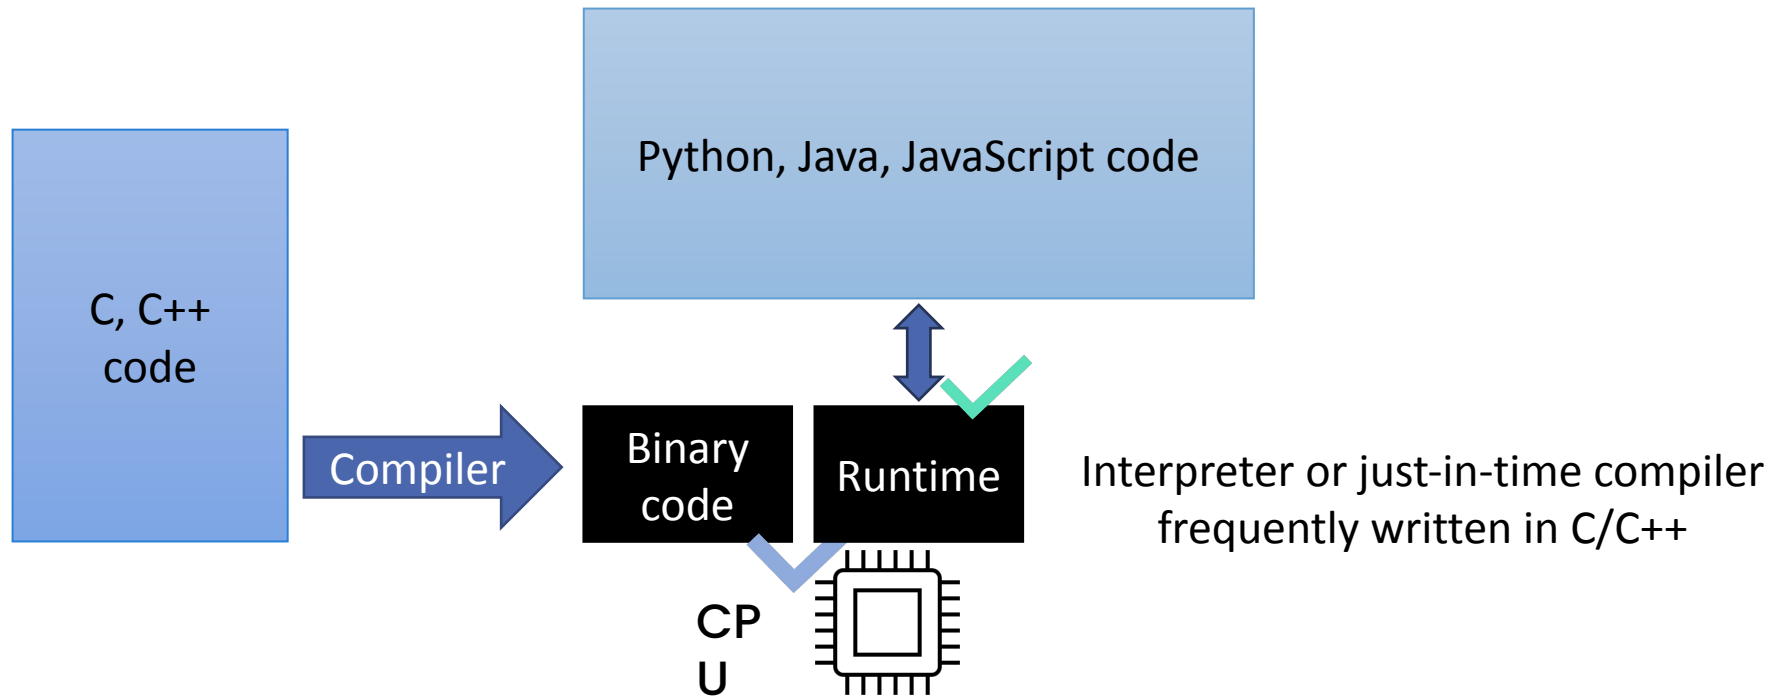 Python, Java, JavaScript code
C, C++
code
Compiler
Binary
code
Runtime
Interpreter or just-in-time compiler
frequently written in C/C++
CP
U